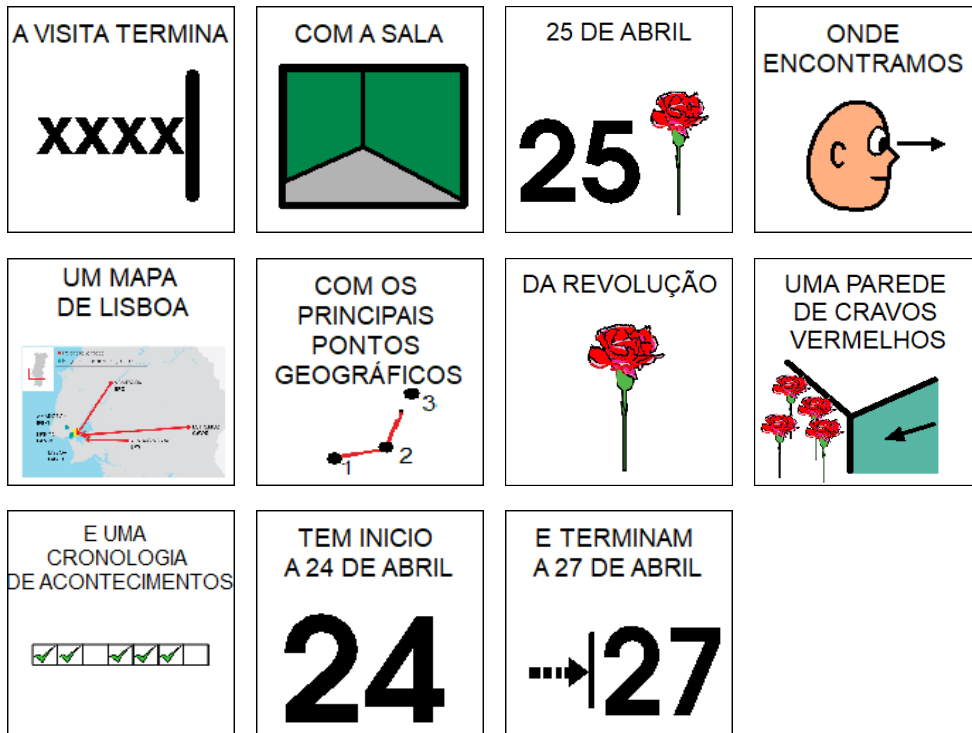 A VISITA TERMINA
xxxx
COM A SALA
25 DE ABRIL
25
ONDE
ENCONTRAMOS
UM MAPA
DE LISBOA
COM OS
PRINCIPAIS
PONTOS
GEOGRÁFICOS
3
2
1
DA REVOLUÇÃO
UMA PAREDE
DE CRAVOS
VERMELHOS
E UMA
CRONOLOGIA
DE ACONTECIMENTOS
TEM INICIO
A 24 DE ABRIL
24
E TERMINAM
A 27 DE ABRIL
27